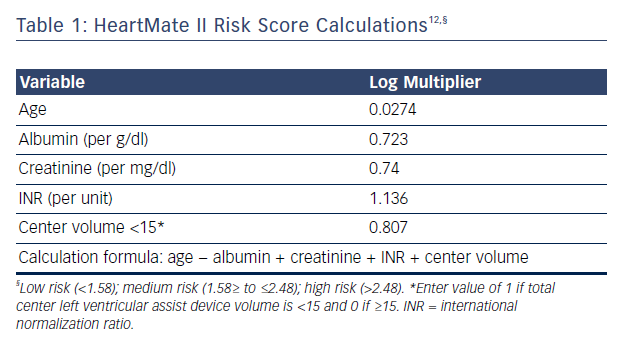 Table 1: HeartMate II Risk Score Calculations12,§
Variable Log Multiplier
Age 0.0274
Albumin (per g/dl) 0.723
Creatinine (per mg/dl) 0.74
INR (per unit) 1.136
Center volume <15* 0.807
Calculation formula: age – albumin + creatinine + INR + center volume
§Low risk (<1.58); medium risk (1.58≥ to ≤2.48); high risk (>2.48). *Enter value of 1 if total
center left ventricular assist device volume is <15 and 0 if ≥15. INR = international
normalization ratio.